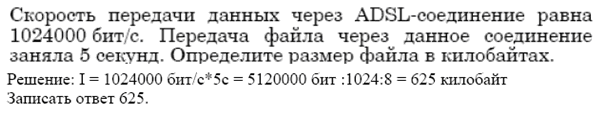 Скорость передачи данных через ADSL-соединение равна
1024000 бит/с. Передача файла через данное соединение
заняла 5 секунд. Определите размер файла в килобайтах.
Решение: I = 1024000 бит/с*5с = 5120000 бит :1024:8 = 625 килобайт
Записать ответ 625.